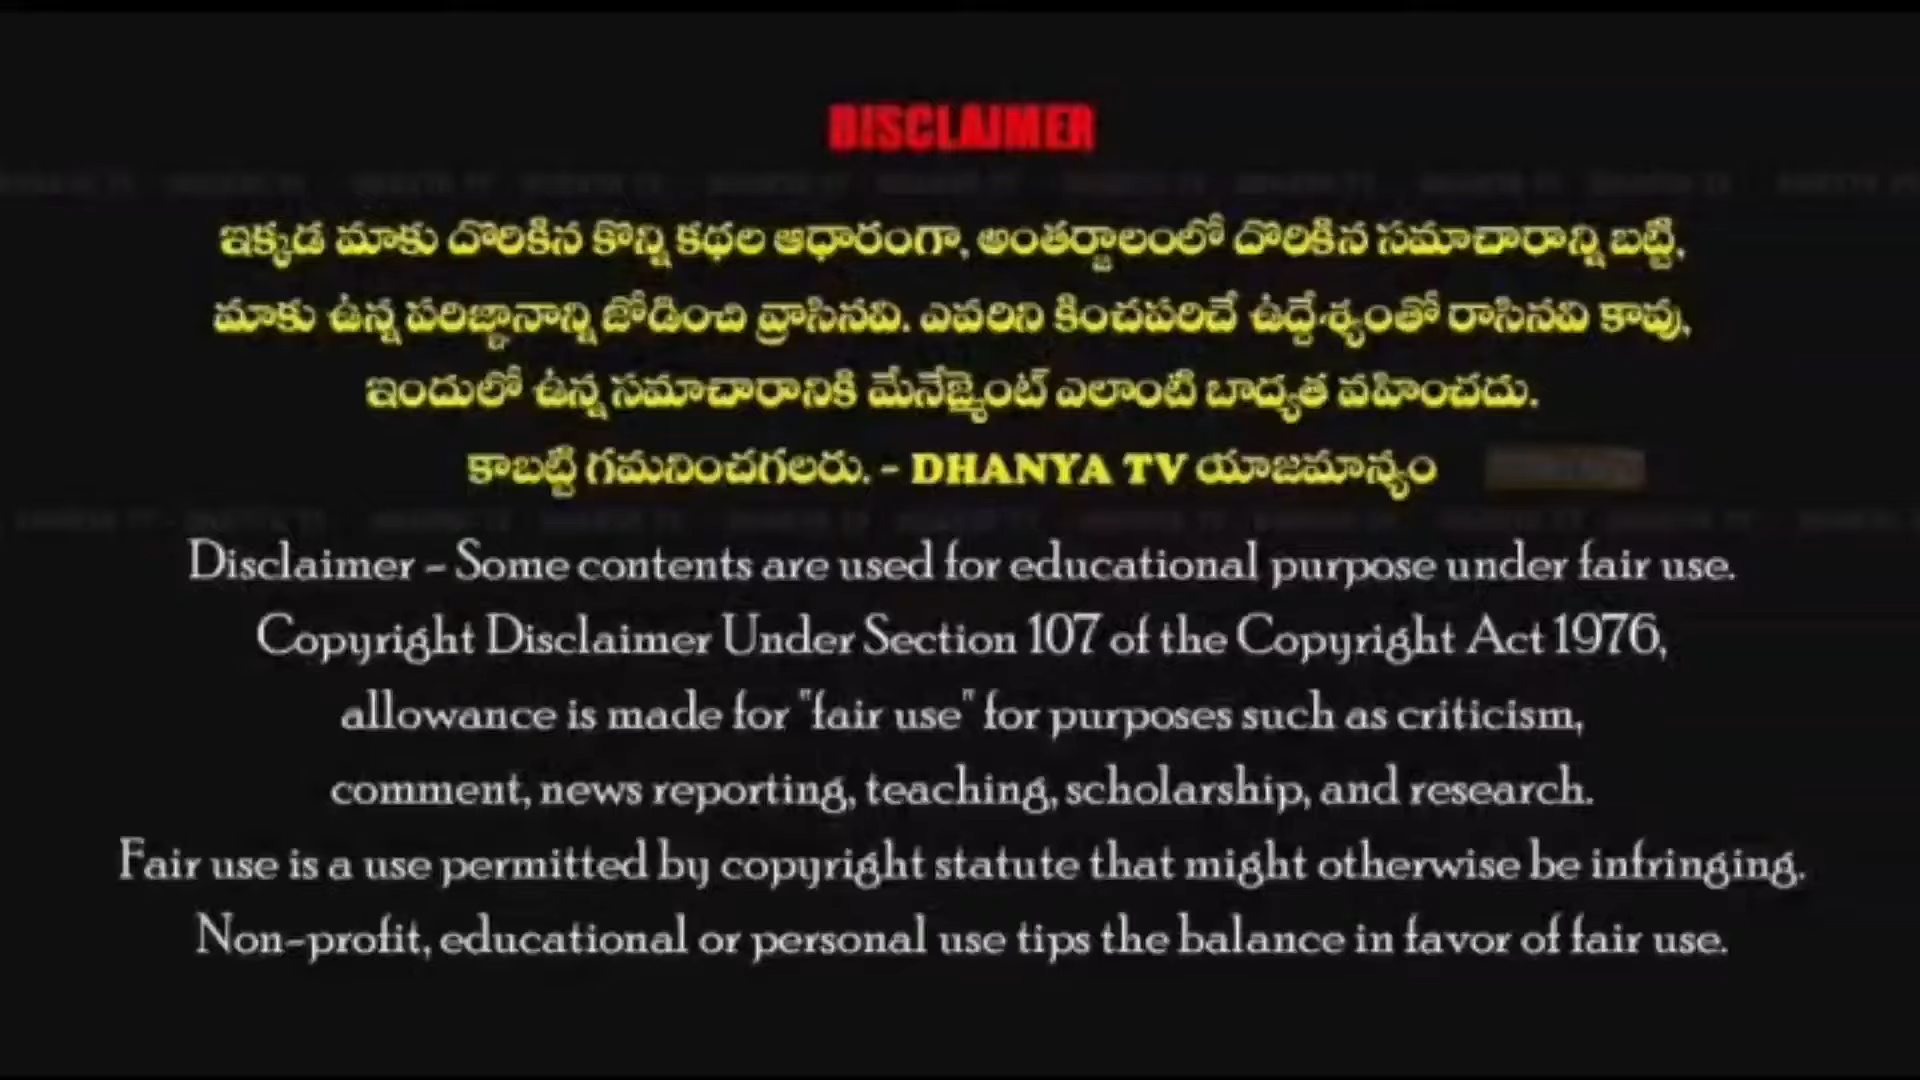 DISCLAIMER
ఇక్కడ మాకు దొరికిన కొన్ని కథల ఆధారంగా, అంతర్జాలంలో దొరికిన సమాచారాన్ని బట్టి,
మాకు ఉన్న పరిజ్ఞానాన్ని జోడించి వ్రాసినవి. ఎవరిని కించపరిచే ఉద్దేశ్యంతో రాసినవి కావు,
ఇందులో ఉన్న సమాచారానికి మేనేజ్మెంట్ ఎలాంటి బాద్యత వహించదు.
కాబట్టి గమనించగలరు. - DHANYA TV యాజమాన్యం
Disclaimer - Some contents are used for educational purpose under fair use.
Copyright Disclaimer Under Section 107 of the Copyright Act 1976,
allowance is made for "fair use" for purposes such as criticism,
comment, news reporting, teaching, scholarship, and research.
Fair use is a use permitted by copyright statute that might otherwise be infringing.
Non-profit, educational or personal use tips the balance in favor of fair use.